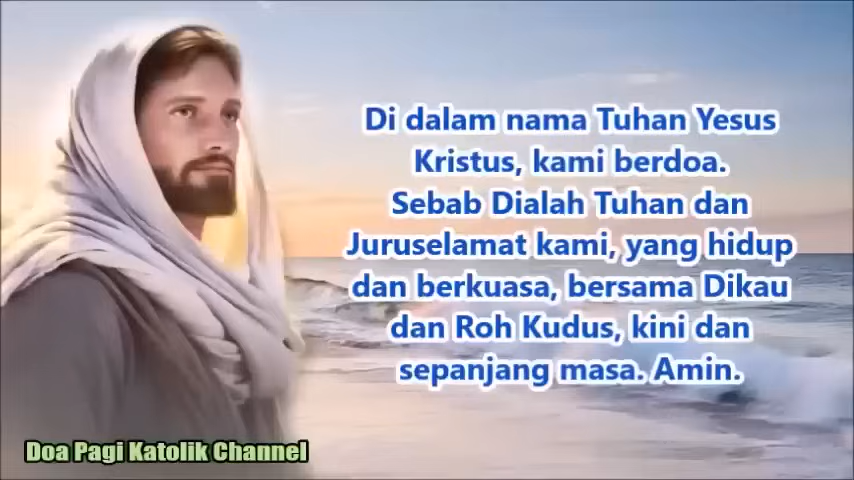 Di dalam nama Tuhan Yesus
Kristus, kami berdoa.
Sebab Dialah Tuhan dan
Juruselamat kami, yang hidup
dan berkuasa, bersama Dikau
dan Roh Kudus, kini dan
sepanjang masa. Amin.
Doa Pagi Katolik Channel